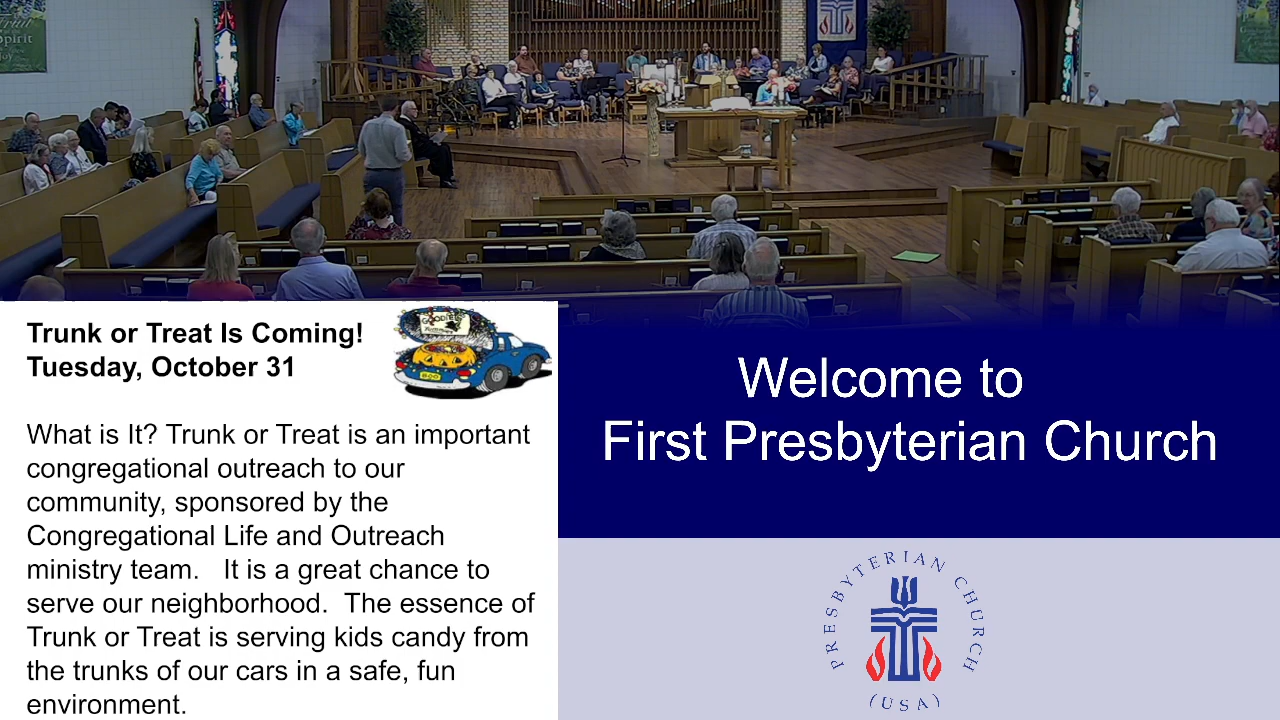 Spirit
Trunk or Treat Is Coming!
Tuesday, October 31
What is It? Trunk or Treat is an important
congregational outreach to our
community, sponsored by the
Congregational Life and Outreach
ministry team. It is a great chance to
serve our neighborhood. The essence of
Trunk or Treat is serving kids candy from
the trunks of our cars in a safe, fun
environment.
Welcome to
First Presbyterian Church
PRESBYTERIAN CHURCH
(USA)